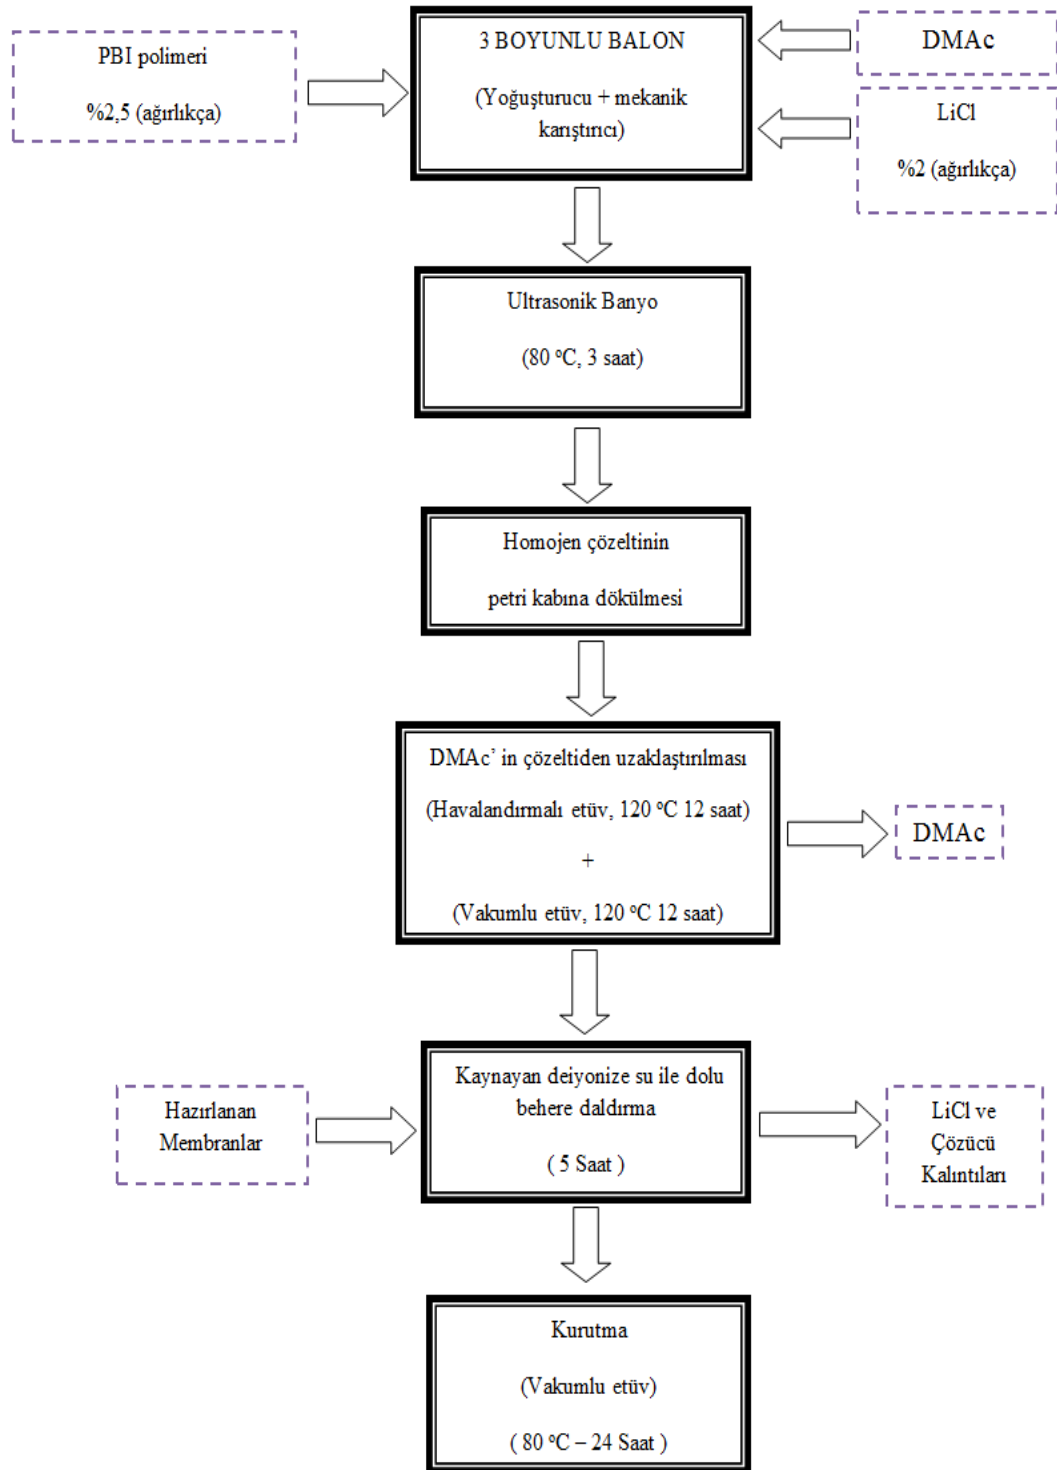 PBI polimeri
%2,5 (ağırlıkça)
3 BOYUNLU BALON
(Yoğuşturucu + mekanik
karıştırıcı)
DMAc
LiCl
%2 (ağırlıkça)
Ultrasonik Banyo
(80 °C, 3 saat)
Homojen çözeltinin
petri kabına dökülmesi
DMAc' in çözeltiden uzaklaştırılması
(Havalandırmalı etüv, 120 °C 12 saat)
+
(Vakumlu etüv, 120 °C 12 saat)
DMAc
Hazırlanan
Membranlar
Kaynayan deiyonize su ile dolu
behere daldırma
( 5 Saat )
LiCl ve
Çözücü
Kalıntıları
Kurutma
(Vakumlu etüv)
( 80 °C – 24 Saat )